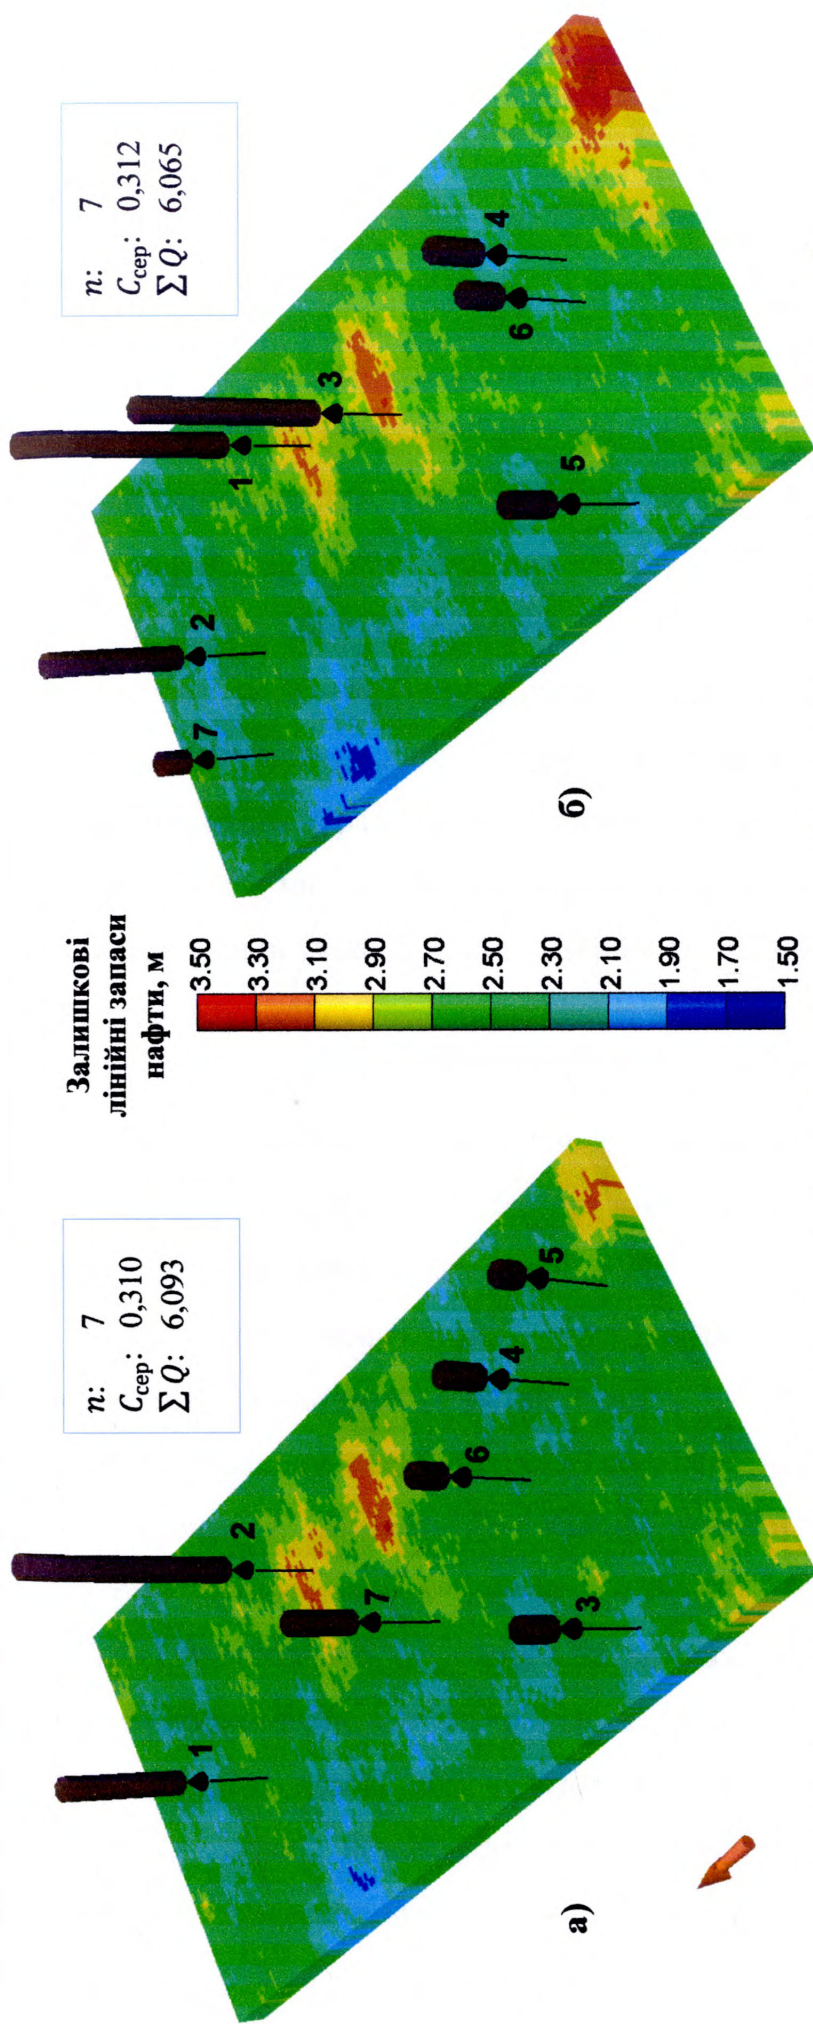 n: 7
Cсер: 0,310
∑Q: 6,093
1
2
7
3
6
4
5
а)
Залишкові
лінійні запаси
нафти, м
3.50
3.30
3.10
2.90
2.70
2.50
2.30
2.10
1.90
1.70
1.50
n: 7
Cсер: 0,312
∑Q: 6,065
7
2
1
3
5
6
4
б)